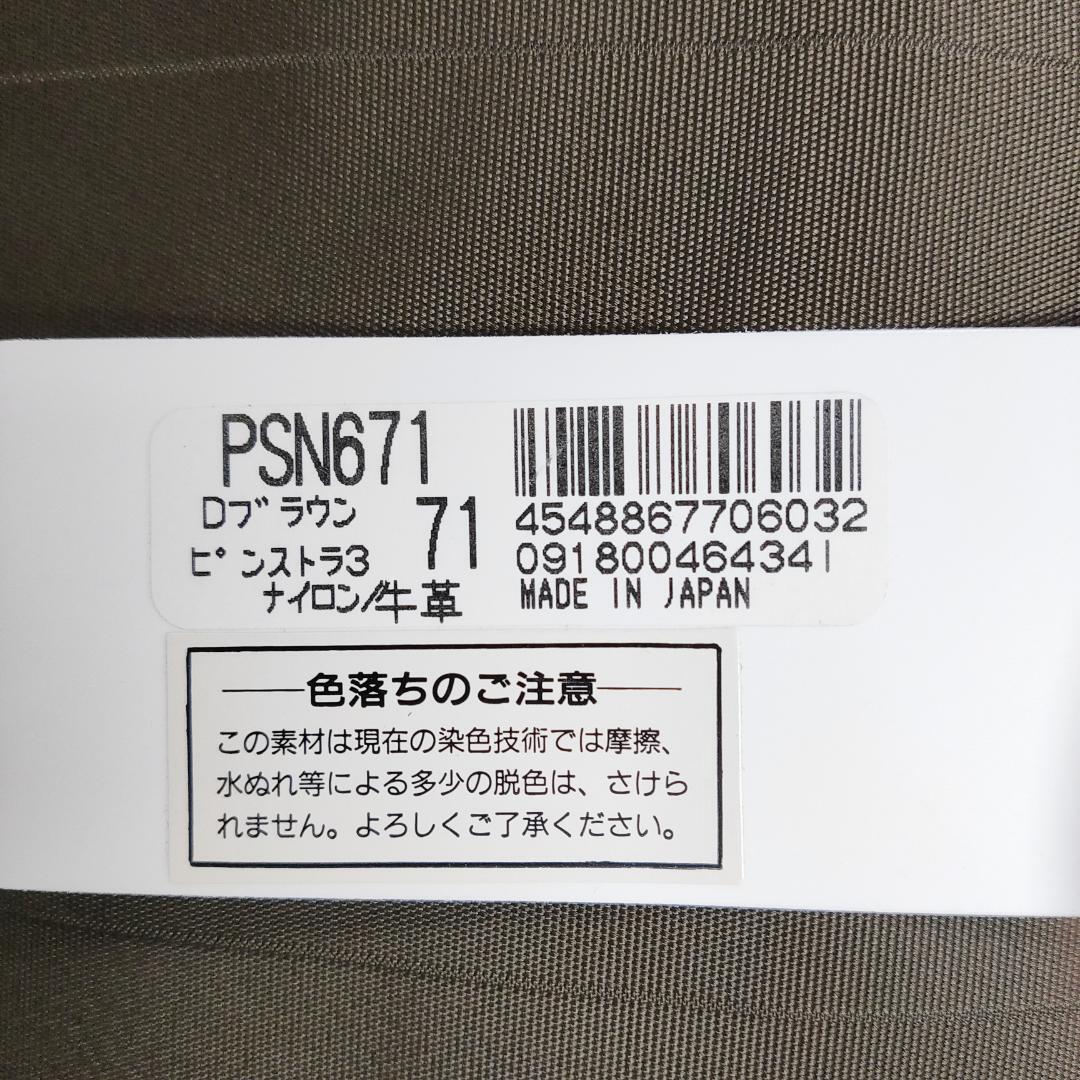 PSN671
Dブラウン 71
ピンストラ3
ナイロン/牛革
4548867706032
091800464341
MADE IN JAPAN
色落ちのご注意
この素材は現在の染色技術では摩擦、
水ぬれ等による多少の脱色は、さけら
れません。よろしくご了承ください。